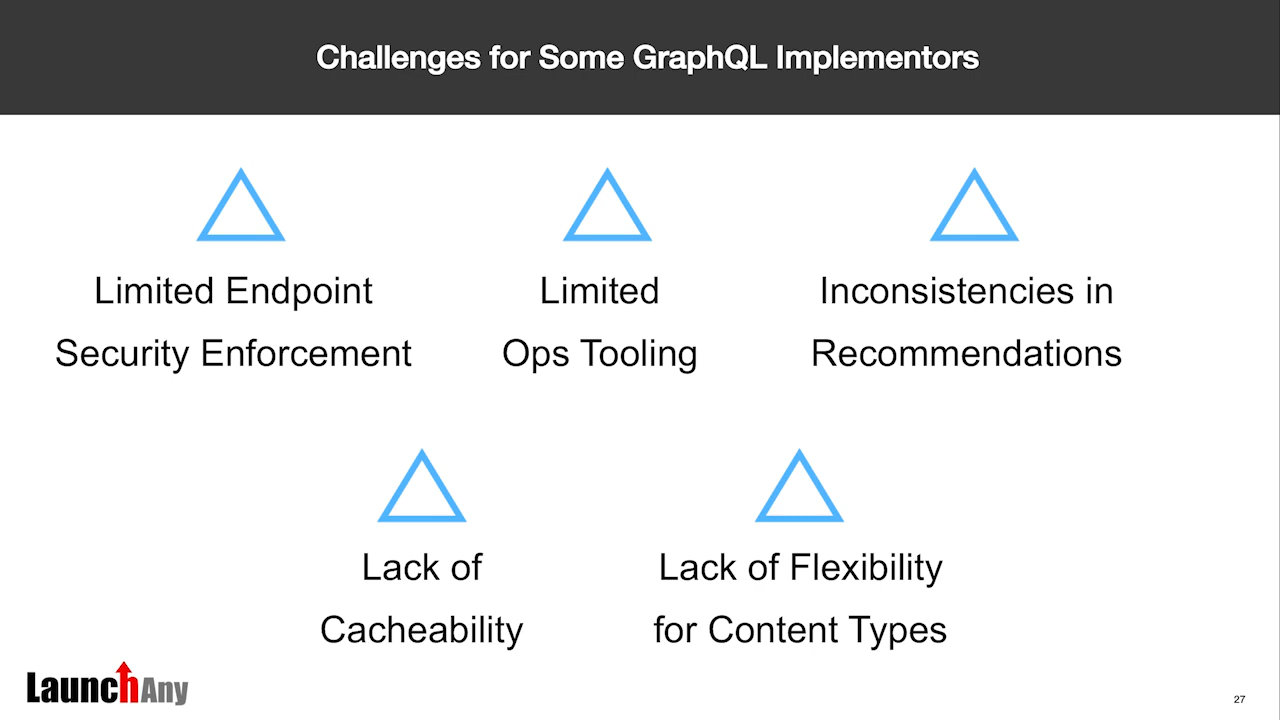 Challenges for Some GraphQL Implementors
Limited Endpoint
Security Enforcement
Limited
Ops Tooling
Inconsistencies in
Recommendations
Lack of
Cacheability
Lack of Flexibility
for Content Types
LaunchAny
27